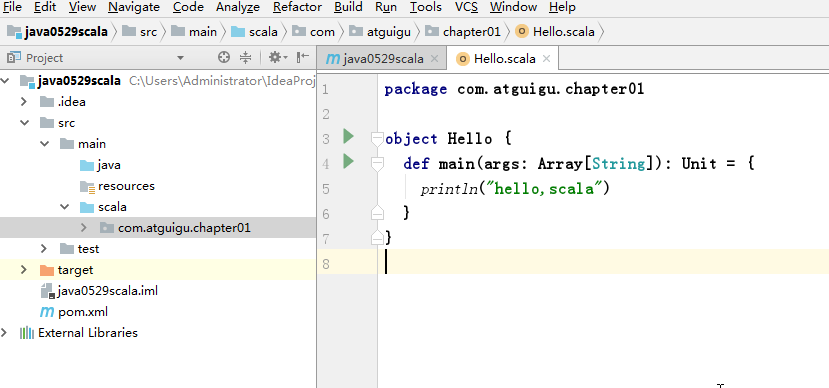 File Edit View Navigate Code Analyze Refactor Build Run Tools VCS Window Help
java0529scala src main scala com atguigu chapter01 Hello.scala
Project
java0529scala Hello.scala
java0529scala C:\Users\Administrator\IdeaProj
.idea
src
main
java
resources
scala
com.atguigu.chapter01
test
target
java0529scala.iml
pom.xml
External Libraries
1 package com.atguigu.chapter01
2
3 object Hello {
4 def main(args: Array[String]): Unit = {
5 println("hello,scala")
6 }
7 }
8